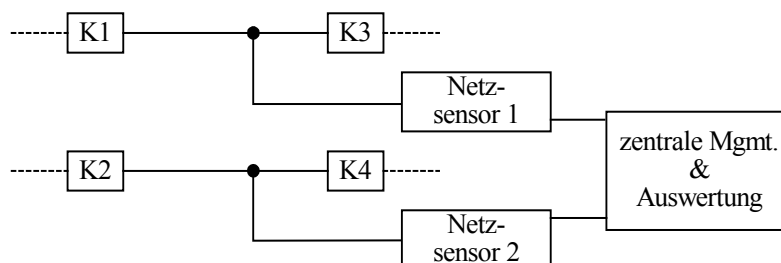 K1
K3
Netz-
sensor 1
zentrale Mgmt.
&
Auswertung
K2
K4
Netz-
sensor 2